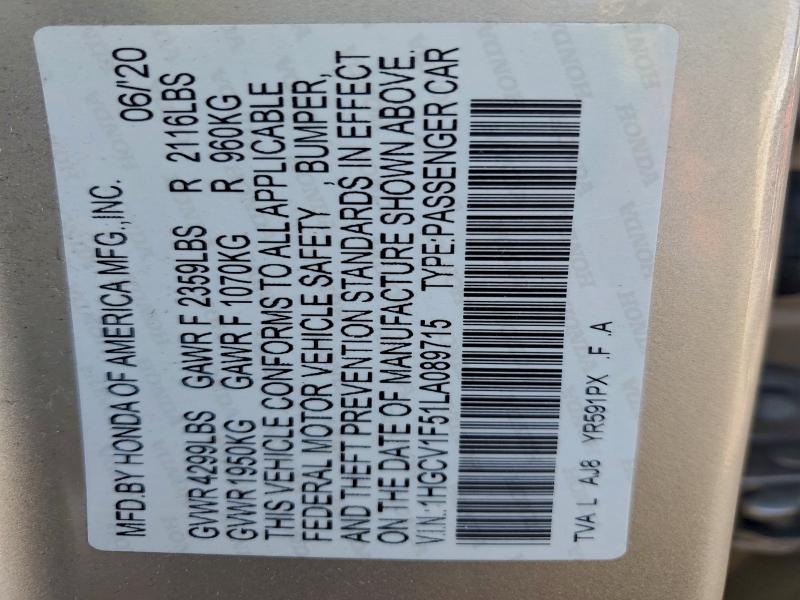 MFD.BY HONDA OF AMERICA MFG.,INC. 06/'20
GVWR 4299LBS GAWR F 2359LBS R 2116LBS
GVWR1950KG GAWR F 1070KG R 960KG
THIS VEHICLE CONFORMS TO ALL APPLICABLE
FEDERAL MOTOR VEHICLE SAFETY , BUMPER,
AND THEFT PREVENTION STANDARDS IN EFFECT
ON THE DATE OF MANUFACTURE SHOWN ABOVE.
V.I.N.:1HGCV1F51LA089715 TYPE:PASSENGER CAR
TVA L AJ8 YR591PX .F .A